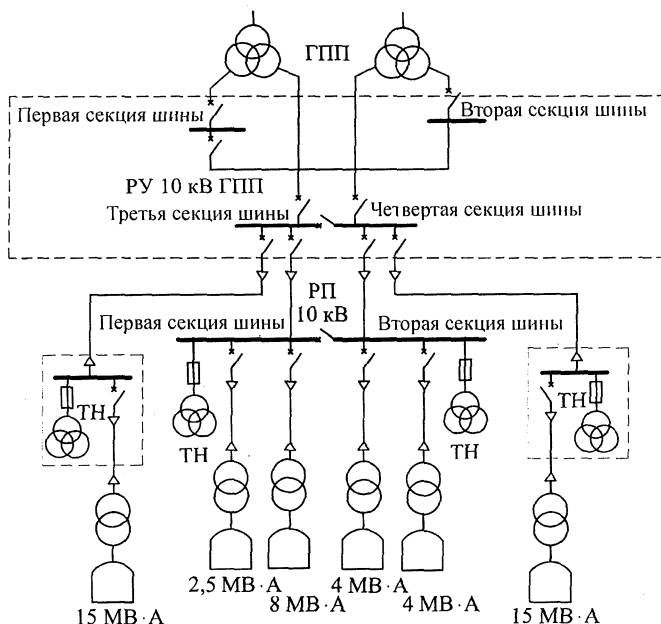 ГПП
Первая секция шины
Вторая секция шины
РУ 10 кВ ГПП
Третья секция шины
Четвертая секция шины
РП
10 кВ
Первая секция шины
Вторая секция шины
ТН
ТН
ТН
ТН
2,5 МВ·А
8 МВ·А
4 МВ·А
4 МВ·А
15 МВ·А
15 МВ·А